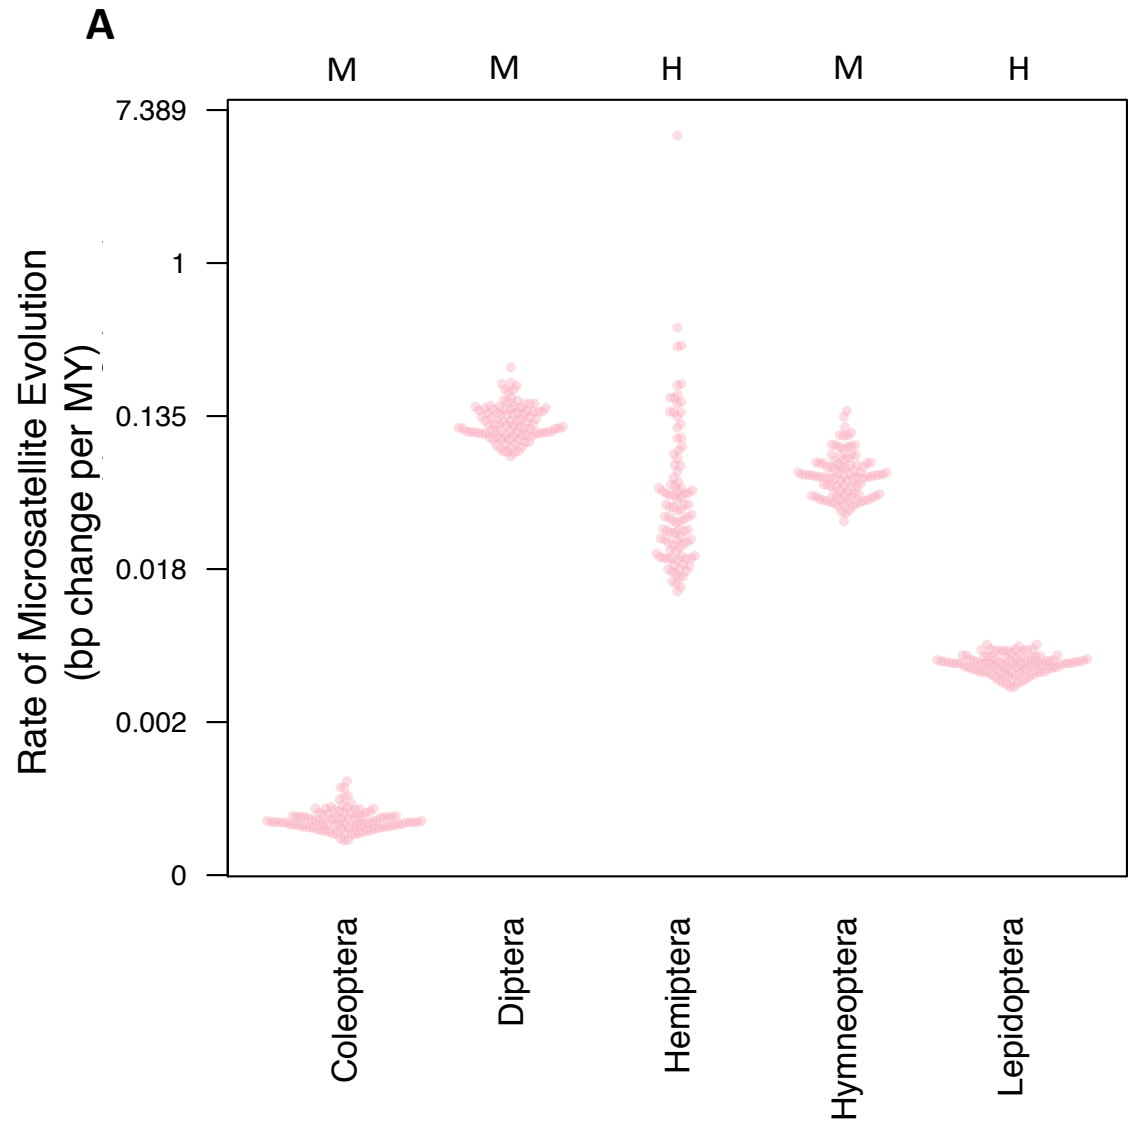 A
M M H M H
7.389
1
0.135
0.018
0.002
0
Rate of Microsatellite Evolution
(bp change per MY)
Coleoptera
Diptera
Hemiptera
Hymneoptera
Lepidoptera